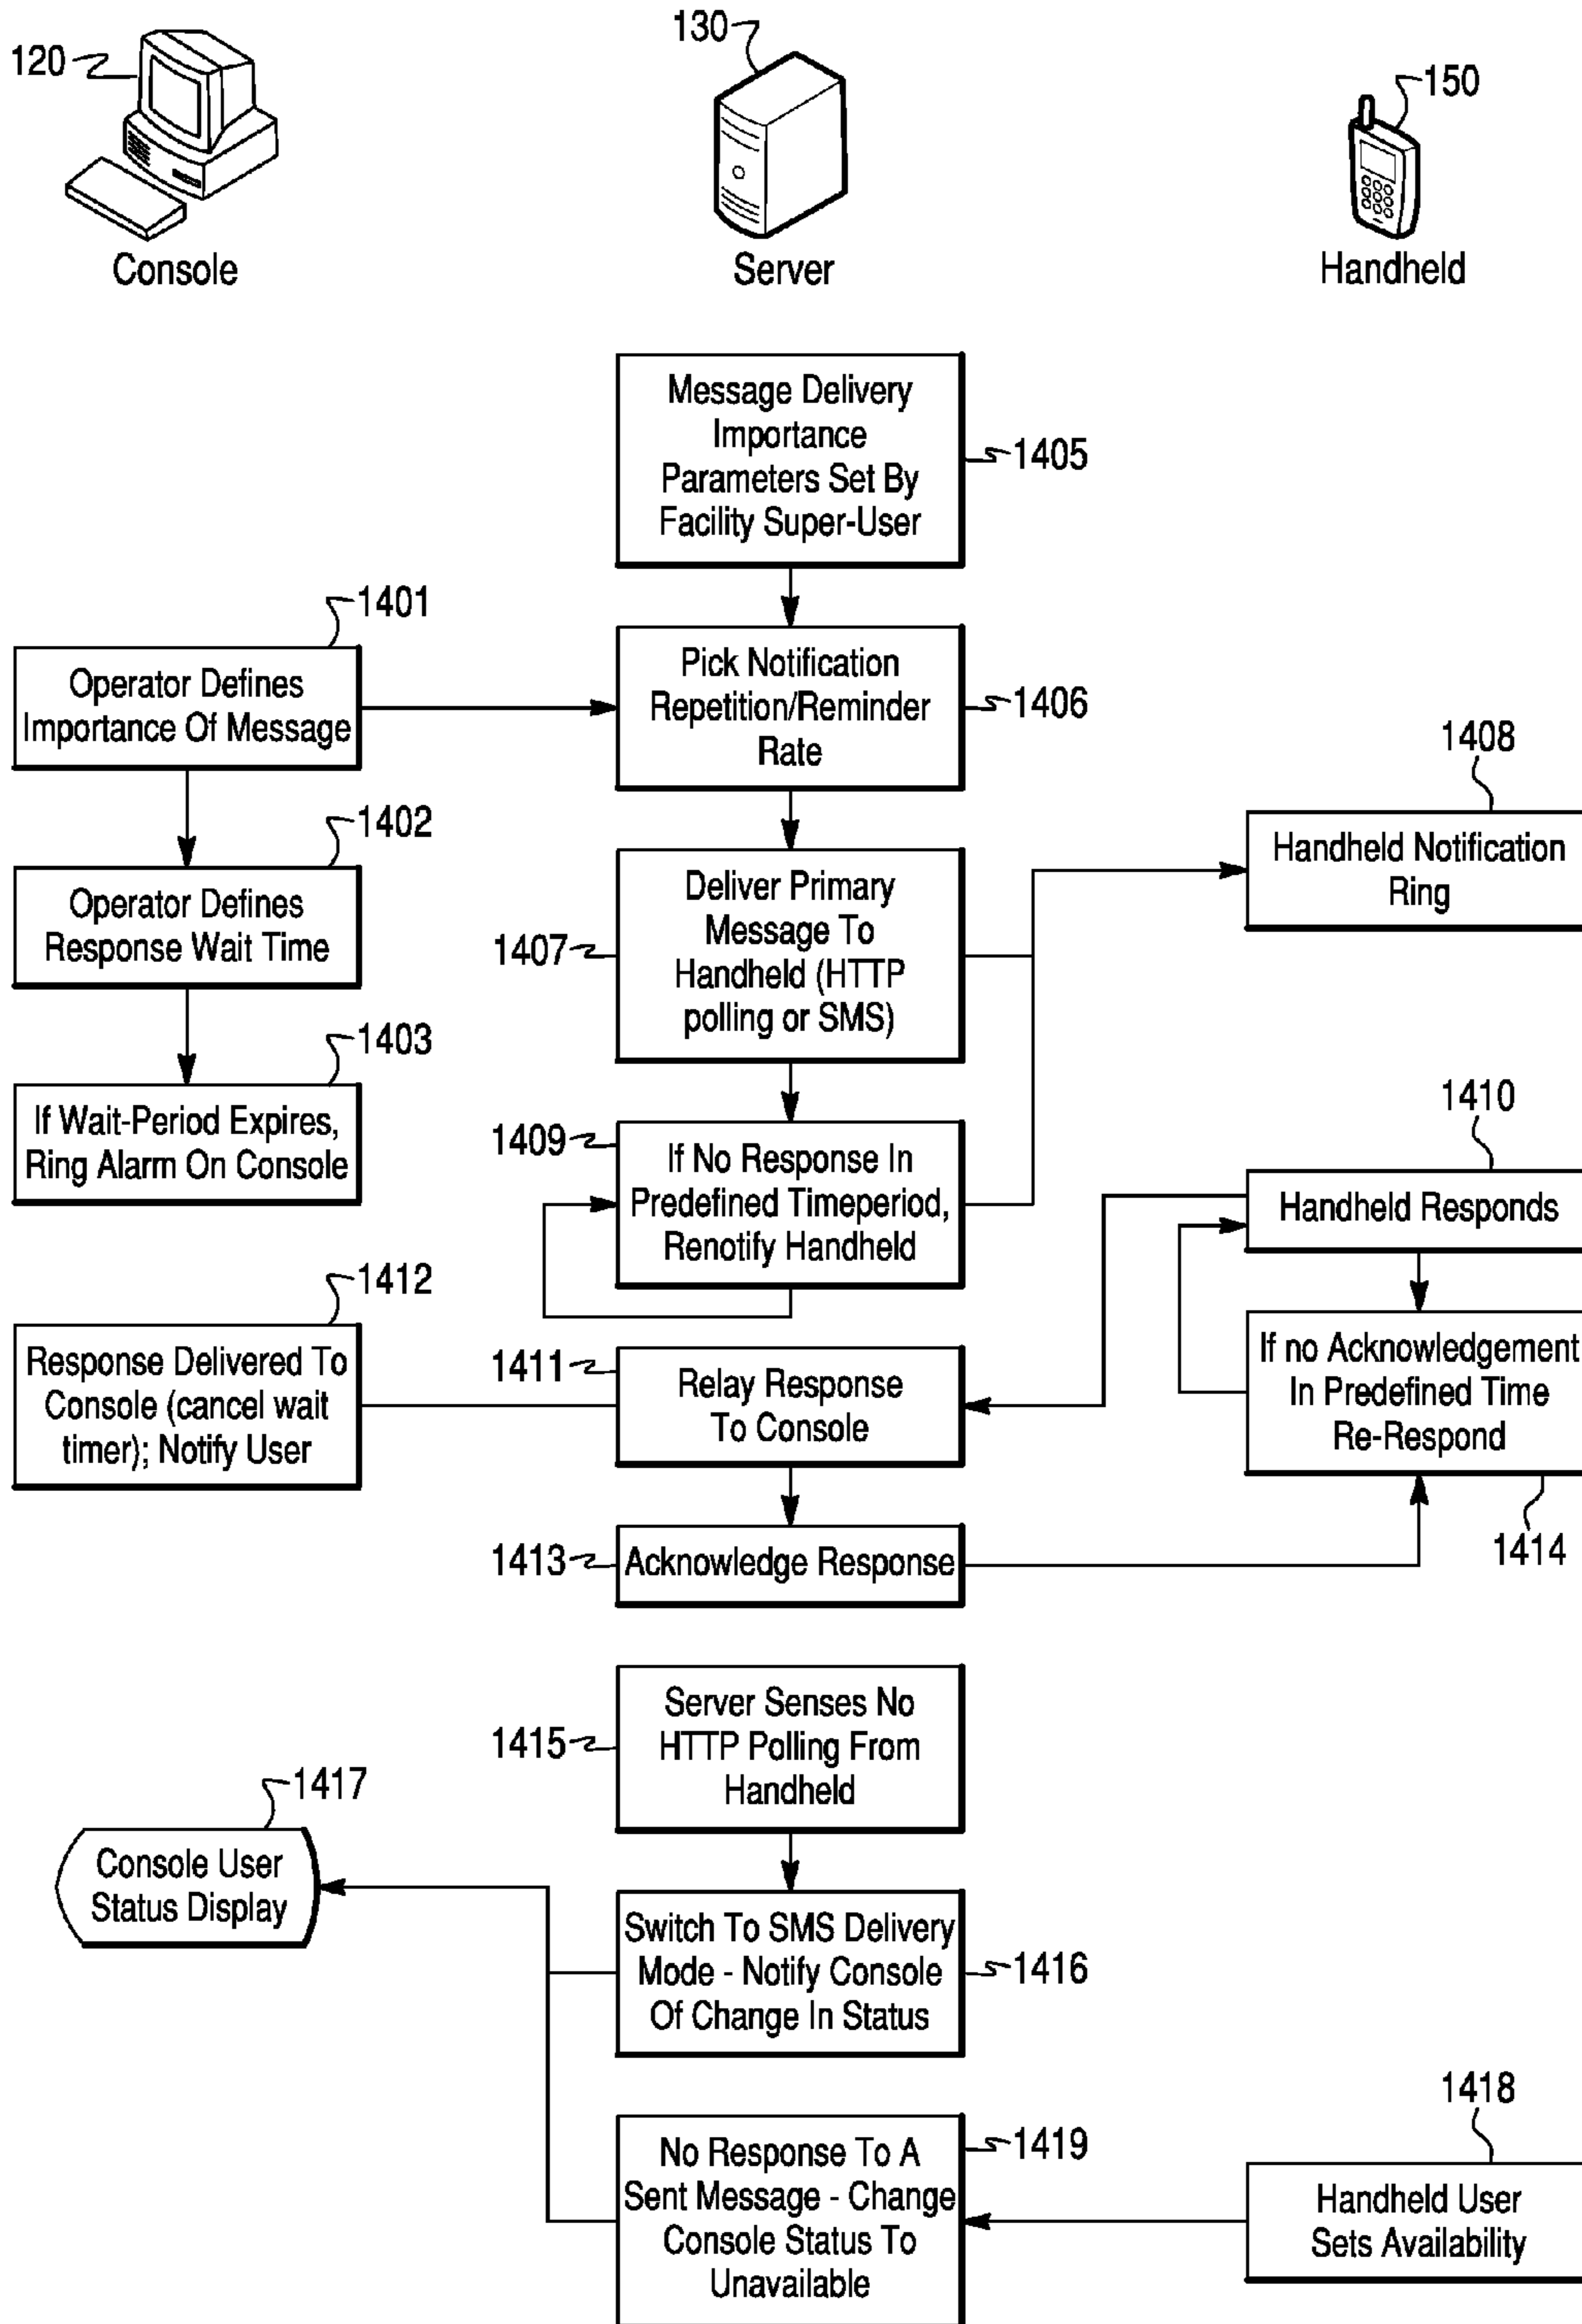 120
130
150
Console
Server
Handheld
Message Delivery
Importance
Parameters Set By
Facility Super-User
1405
1401
Operator Defines
Importance Of Message
Pick Notification
Repetition/Reminder
Rate
1406
1408
Handheld Notification
Ring
1402
Operator Defines
Response Wait Time
1407
Deliver Primary
Message To
Handheld (HTTP
polling or SMS)
1403
If Wait-Period Expires,
Ring Alarm On Console
1409
If No Response In
Predefined Timeperiod,
Renotify Handheld
1410
Handheld Responds
1412
Response Delivered To
Console (cancel wait
timer); Notify User
1411
Relay Response
To Console
If no Acknowledgement
In Predefined Time
Re-Respond
1414
1413
Acknowledge Response
1415
Server Senses No
HTTP Polling From
Handheld
1417
Console User
Status Display
Switch To SMS Delivery
Mode - Notify Console
Of Change In Status
1416
No Response To A
Sent Message - Change
Console Status To
Unavailable
1419
1418
Handheld User
Sets Availability